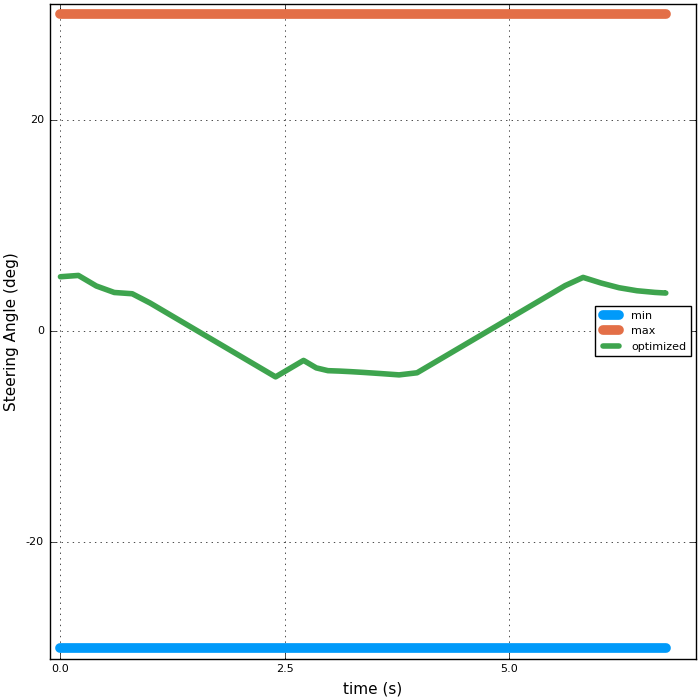 20
0
-20
Steering Angle (deg)
min
max
optimized
0.0 2.5 5.0
time (s)